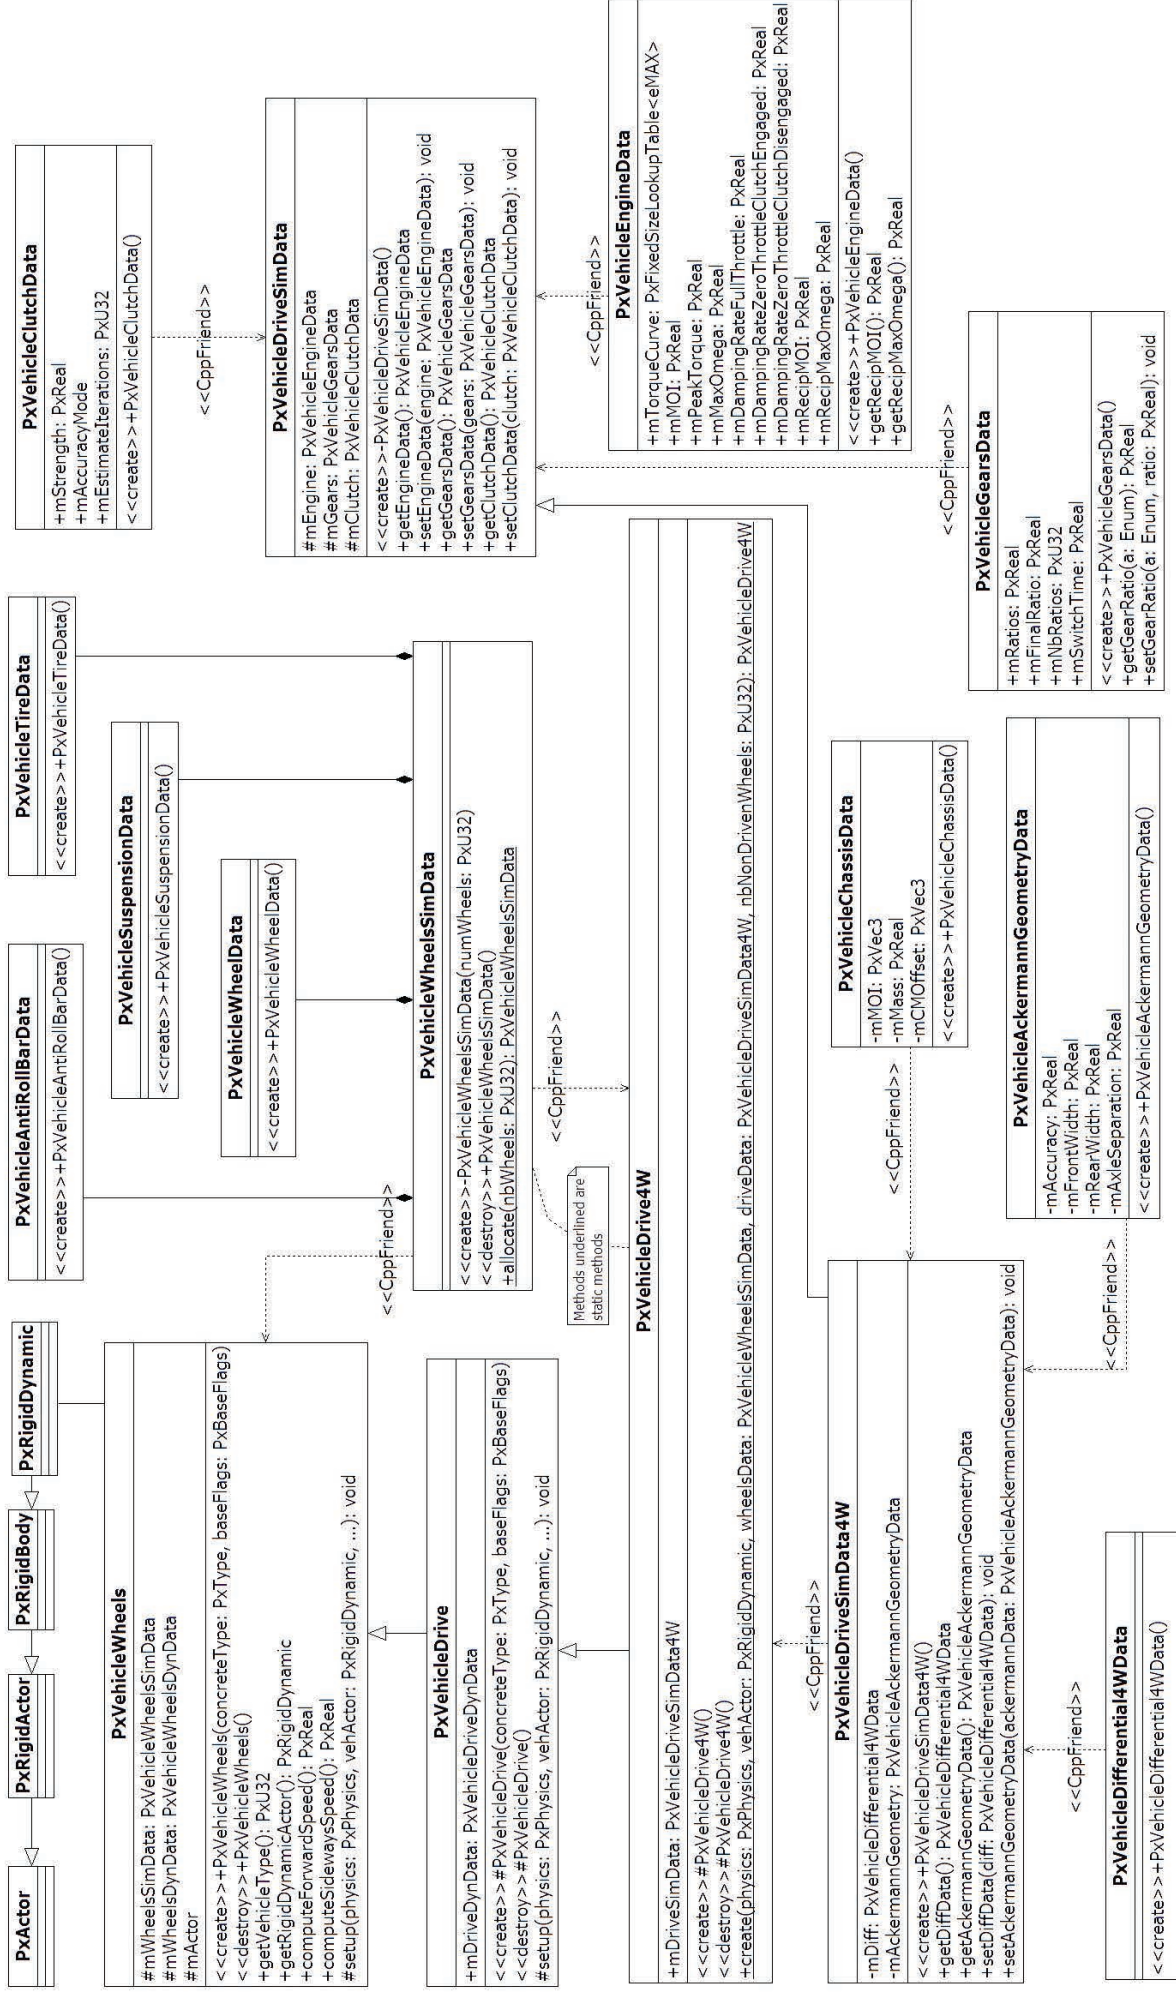 PxActor
PxRigidActor
PxRigidBody
PxRigidDynamic
PxVehicleAntiRollBarData
<<create>>+PxVehicleAntiRollBarData()
PxVehicleTireData
<<create>>+PxVehicleTireData()
PxVehicleClutchData
+mStrength: PxReal
+mAccuracyMode
+mEstimateIterations: PxU32
<<create>>+PxVehicleClutchData()
PxVehicleSuspensionData
<<create>>+PxVehicleSuspensionData()
PxVehicleWheelData
<<create>>+PxVehicleWheelData()
<<CppFriend>>
PxVehicleWheels
#mWheelsSimData: PxVehicleWheelsSimData
#mWheelsDynData: PxVehicleWheelsDynData
#mActor
<<create>>+PxVehicleWheels(concreteType: PxType, baseFlags: PxBaseFlags)
<<destroy>>+PxVehicleWheels()
+getVehicleType(): PxU32
+getRigidDynamicActor(): PxRigidDynamic
+computeForwardSpeed(): PxReal
+computeSidewaysSpeed(): PxReal
#setup(physics: PxPhysics, vehActor: PxRigidDynamic, ...): void
<<CppFriend>>
PxVehicleDriveSimData
#mEngine: PxVehicleEngineData
#mGears: PxVehicleGearsData
#mClutch: PxVehicleClutchData
<<create>>-PxVehicleDriveSimData()
+getEngineData(): PxVehicleEngineData
+setEngineData(engine: PxVehicleEngineData): void
+getGearsData(): PxVehicleGearsData
+setGearsData(gears: PxVehicleGearsData): void
+getClutchData(): PxVehicleClutchData
+setClutchData(clutch: PxVehicleClutchData): void
PxVehicleDrive
+mDriveDynData: PxVehicleDriveDynData
<<create>>#PxVehicleDrive(concreteType: PxType, baseFlags: PxBaseFlags)
<<destroy>>#PxVehicleDrive()
#setup(physics: PxPhysics, vehActor: PxRigidDynamic, ...): void
PxVehicleWheelsSimData
<<create>>-PxVehicleWheelsSimData(numWheels: PxU32)
<<destroy>>+PxVehicleWheelsSimData()
+allocate(nbWheels: PxU32): PxVehicleWheelsSimData
<<CppFriend>>
Methods underlined are
static methods
<<CppFriend>>
PxVehicleEngineData
+mTorqueCurve: PxFixedSizeLookupTable<eMAX>
+mMOI: PxReal
+mPeakTorque: PxReal
+mMaxOmega: PxReal
+mDampingRateFullThrottle: PxReal
+mDampingRateZeroThrottleClutchEngaged: PxReal
+mDampingRateZeroThrottleClutchDisengaged: PxReal
+mRecipMOI: PxReal
+mRecipMaxOmega: PxReal
<<create>>+PxVehicleEngineData()
+getRecipMOI(): PxReal
+getRecipMaxOmega(): PxReal
PxVehicleDrive4W
+mDriveSimData: PxVehicleDriveSimData4W
<<create>>#PxVehicleDrive4W()
<<destroy>>#PxVehicleDrive4W()
+create(physics: PxPhysics, vehActor: PxRigidDynamic, wheelsData: PxVehicleWheelsSimData, driveData: PxVehicleDriveSimData4W, nbNonDrivenWheels: PxU32): PxVehicleDrive4W
<<CppFriend>>
PxVehicleDriveSimData4W
-mDiff: PxVehicleDifferential4WData
-mAckermannGeometry: PxVehicleAckermannGeometryData
<<create>>+PxVehicleDriveSimData4W()
+getDiffData(): PxVehicleDifferential4WData
+getAckermannGeometryData(): PxVehicleAckermannGeometryData
+setDiffData(diff: PxVehicleDifferential4WData): void
+setAckermannGeometryData(ackermannData: PxVehicleAckermannGeometryData): void
<<CppFriend>>
PxVehicleChassisData
-mMOI: PxVec3
-mMass: PxReal
-mCMOffset: PxVec3
<<create>>+PxVehicleChassisData()
<<CppFriend>>
PxVehicleGearsData
+mRatios: PxReal
+mFinalRatio: PxReal
+mNbRatios: PxU32
+mSwitchTime: PxReal
<<create>>+PxVehicleGearsData()
+getGearRatio(a: Enum): PxReal
+setGearRatio(a: Enum, ratio: PxReal): void
PxVehicleAckermannGeometryData
-mAccuracy: PxReal
-mFrontWidth: PxReal
-mRearWidth: PxReal
-mAxleSeparation: PxReal
<<create>>+PxVehicleAckermannGeometryData()
<<CppFriend>>
<<CppFriend>>
PxVehicleDifferential4WData
<<create>>+PxVehicleDifferential4WData()